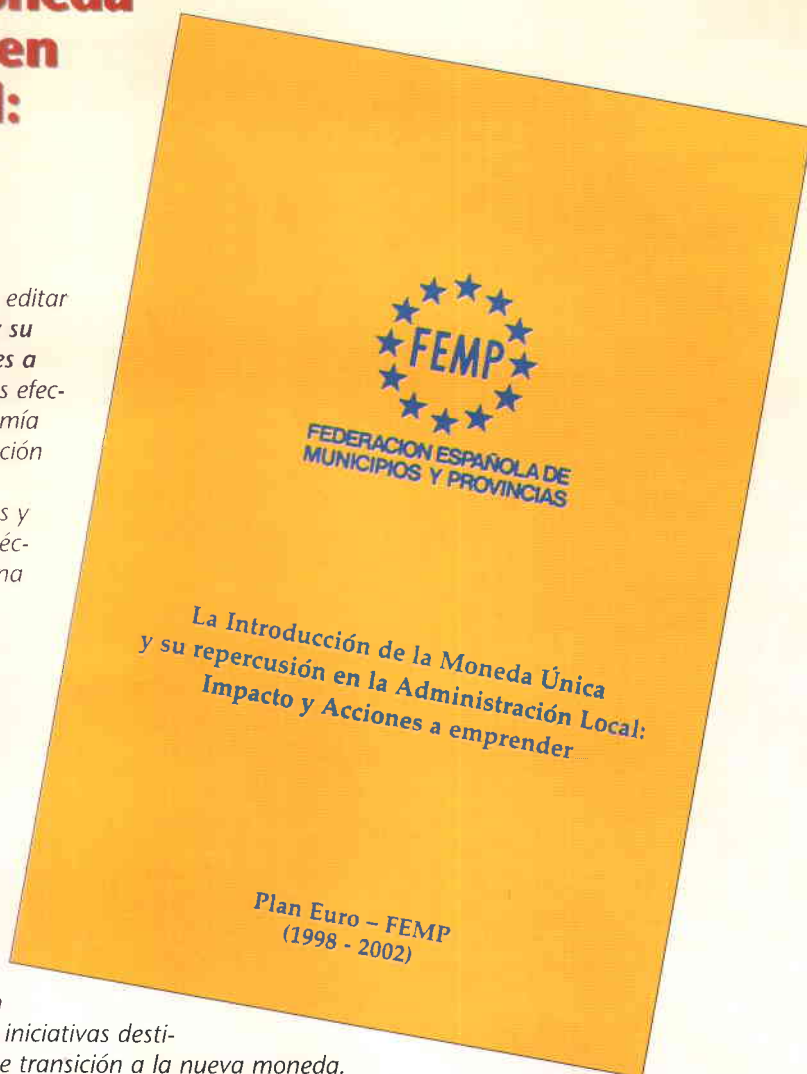 en
editar
su
es a
s efec-
mía
ción
s y
éc-
na
FEMP
FEDERACION ESPAÑOLA DE
MUNICIPIOS Y PROVINCIAS
La Introducción de la Moneda Única
y su repercusión en la Administración Local:
Impacto y Acciones a emprender
Plan Euro – FEMP
(1998 - 2002)
iniciativas desti-
e transición a la nueva moneda.